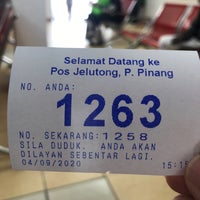 Selamat Datang ke
Pos Jelutong, P. Pinang
NO. ANDA:
1263
NO. SEKARANG:1258
SILA DUDUK. ANDA AKAN
DILAYAN SEBENTAR LAGI.
04/09/2020 15:15